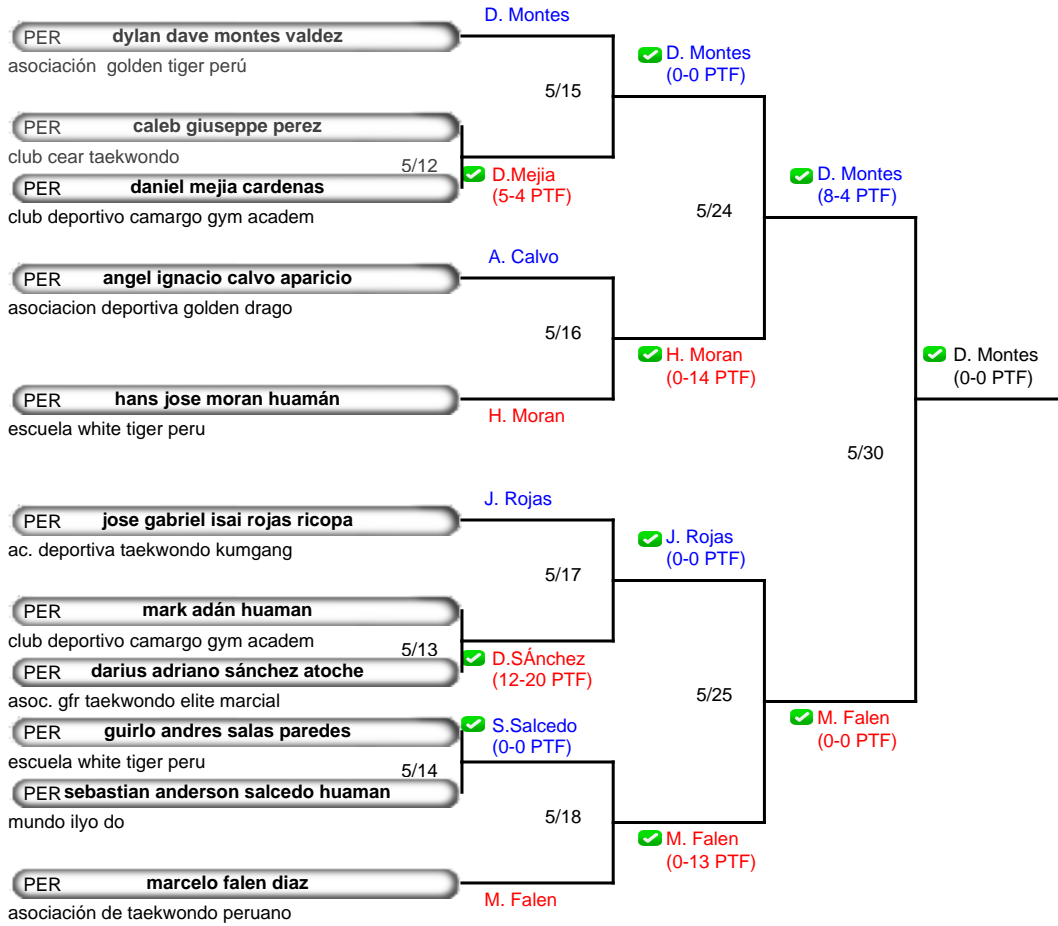 D. Montes
PER dylan dave montes valdez
asociación golden tiger perú
D. Montes
(0-0 PTF)
5/15
PER caleb giuseppe perez
club cear taekwondo
5/12
D.Mejia
(5-4 PTF)
PER daniel mejia cardenas
club deportivo camargo gym academ
D. Montes
(8-4 PTF)
5/24
A. Calvo
PER angel ignacio calvo aparicio
asociacion deportiva golden drago
5/16
H. Moran
(0-14 PTF)
D. Montes
(0-0 PTF)
PER hans jose moran huamán
H. Moran
escuela white tiger peru
5/30
J. Rojas
PER jose gabriel isai rojas ricopa
ac. deportiva taekwondo kumgang
J. Rojas
(0-0 PTF)
5/17
PER mark adán huaman
club deportivo camargo gym academ
5/13
D.SÁnchez
(12-20 PTF)
PER darius adriano sánchez atoche
asoc. gfr taekwondo elite marcial
5/25
M. Falen
(0-0 PTF)
PER guirlo andres salas paredes
S.Salcedo
(0-0 PTF)
escuela white tiger peru
5/14
PER sebastian anderson salcedo huaman
mundo ilyo do
5/18
M. Falen
(0-13 PTF)
PER marcelo falen diaz
M. Falen
asociación de taekwondo peruano